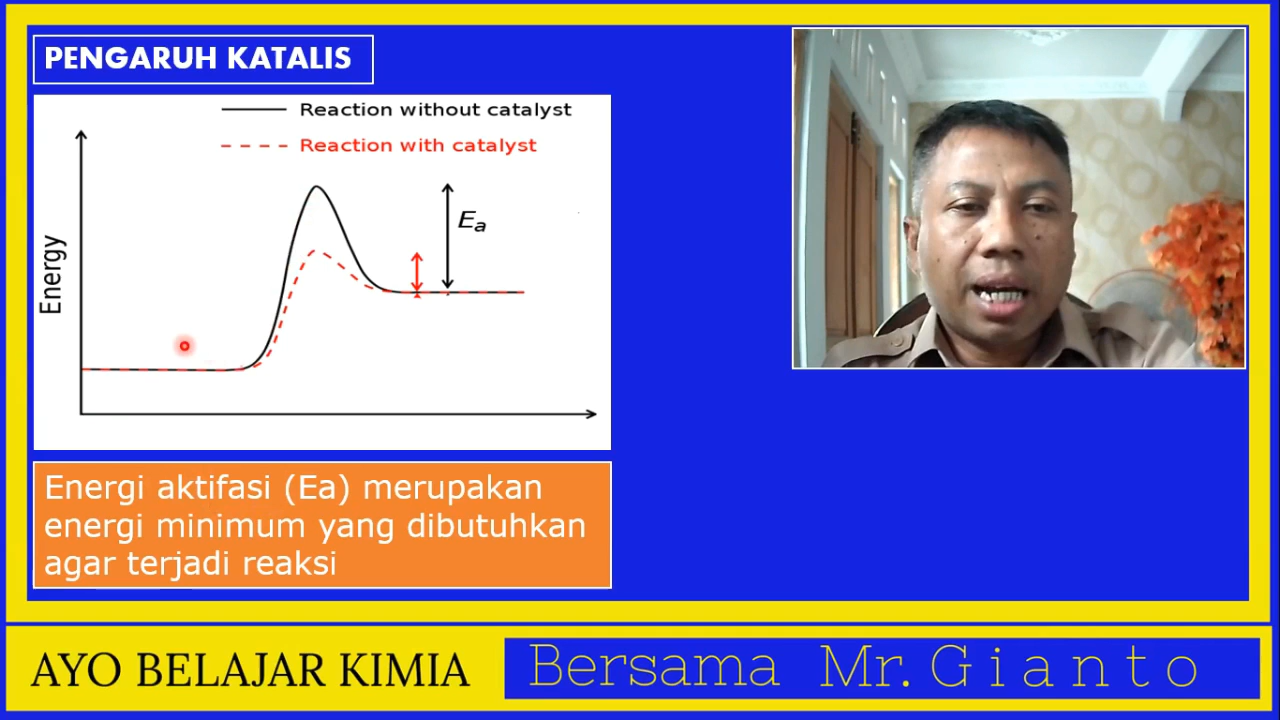 PENGARUH KATALIS
Reaction without catalyst
Reaction with catalyst
Energy
Ea
Energi aktifasi (Ea) merupakan
energi minimum yang dibutuhkan
agar terjadi reaksi
AYO BELAJAR KIMIA
Bersama Mr. Gianto